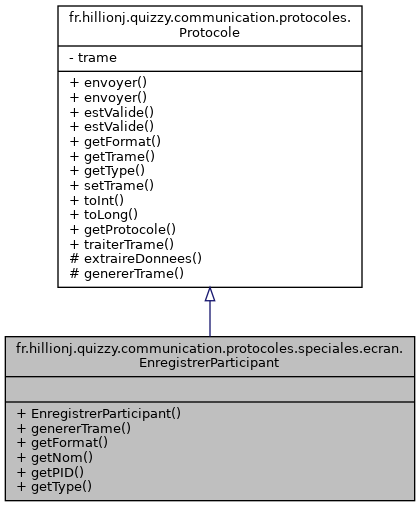 fr.hillionj.quizzy.communication.protocoles.
Protocole
- trame
+ envoyer()
+ envoyer()
+ estValide()
+ estValide()
+ getFormat()
+ getTrame()
+ getType()
+ setTrame()
+ toInt()
+ toLong()
+ getProtocole()
+ traiterTrame()
# extraireDonnees()
# genererTrame()
fr.hillionj.quizzy.communication.protocoles.speciales.ecran.
EnregistrerParticipant
+ EnregistrerParticipant()
+ genererTrame()
+ getFormat()
+ getNom()
+ getPID()
+ getType()